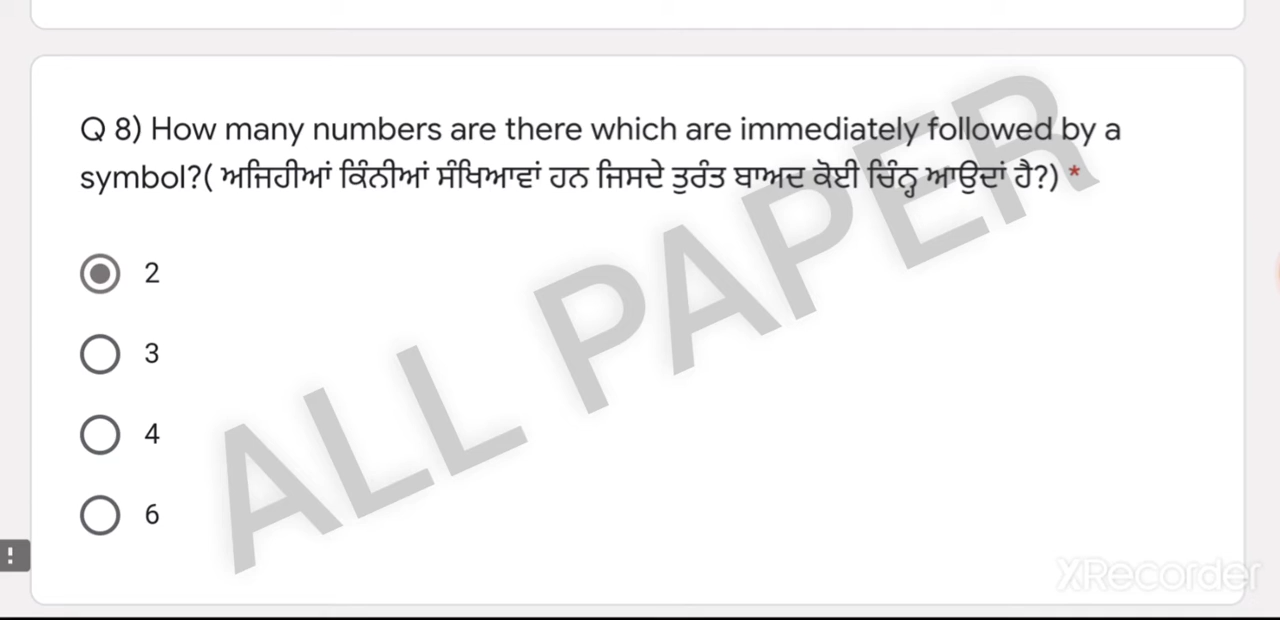 Q 8) How many numbers are there which are immediately followed by a
symbol?( ਅਜਿਹੀਆਂ ਕਿੰਨੀਆਂ ਸੰਖਿਆਵਾਂ ਹਨ ਜਿਸਦੇ ਤੁਰੰਤ ਬਾਅਦ ਕੋਈ ਚਿੰਨ੍ਹ ਆਉਦਾਂ ਹੈ?) *
2
3
4
6
ALL PAPER
XRecorder